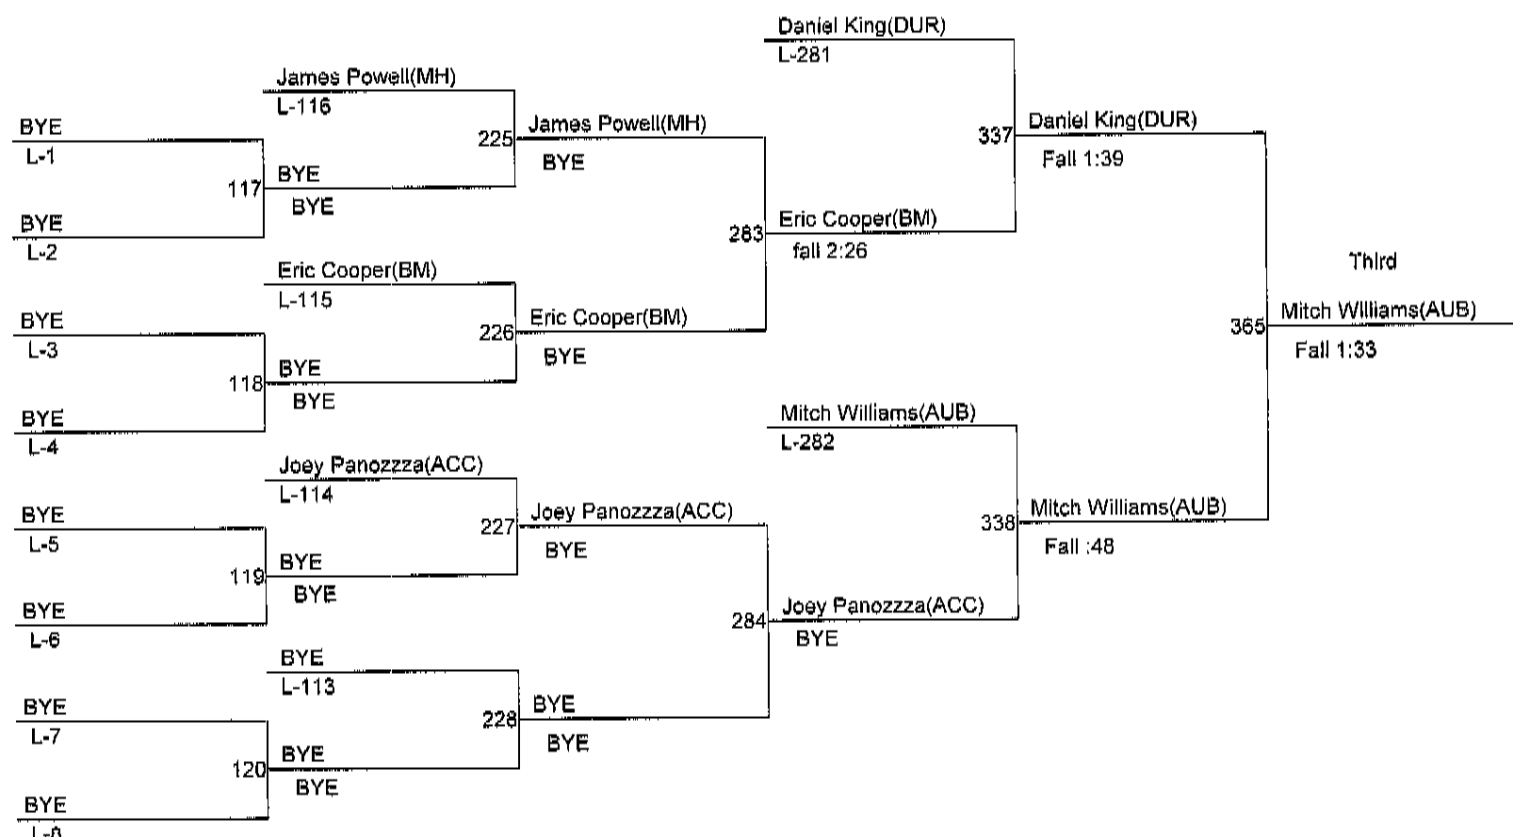 Daniel King(DUR)
L-281
James Powell(MH)
L-116
BYE
L-1
225
James Powell(MH)
BYE
337
Daniel King(DUR)
Fall 1:39
117
BYE
BYE
BYE
L-2
283
Eric Cooper(BM)
fall 2:26
Eric Cooper(BM)
L-115
Third
BYE
L-3
226
Eric Cooper(BM)
BYE
365
Mitch Williams(AUB)
Fall 1:33
118
BYE
BYE
BYE
L-4
Mitch Williams(AUB)
L-282
Joey Panozzza(ACC)
L-114
BYE
L-5
227
Joey Panozzza(ACC)
BYE
338
Mitch Williams(AUB)
Fall :48
119
BYE
BYE
BYE
L-6
284
Joey Panozzza(ACC)
BYE
BYE
L-113
BYE
L-7
228
BYE
BYE
120
BYE
BYE
BYE